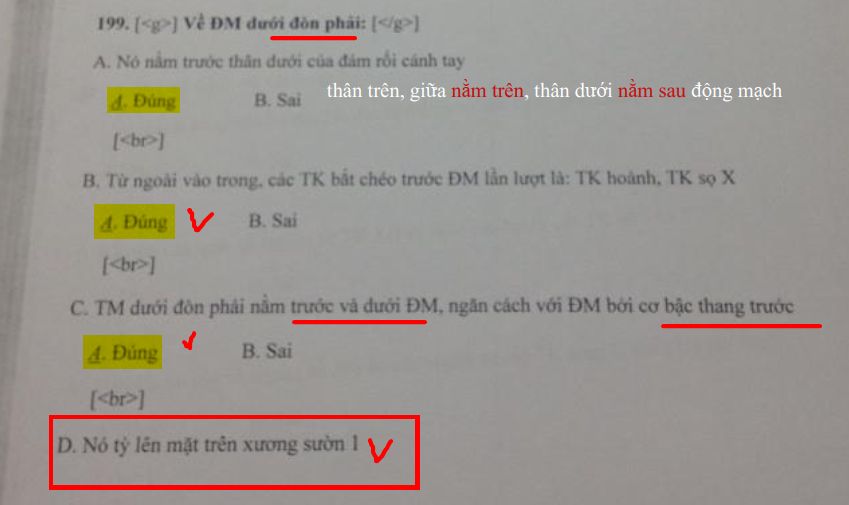 199. [<g>] Về ĐM dưới đòn phải: [</g>]
A. Nó nằm trước thân dưới của đám rối cánh tay
A. Đúng B. Sai thân trên, giữa nằm trên, thân dưới nằm sau động mạch
[<br>]
B. Từ ngoài vào trong, các TK bắt chéo trước ĐM lần lượt là: TK hoành, TK sọ X
A. Đúng B. Sai
[<br>]
C. TM dưới đòn phải nằm trước và dưới ĐM, ngăn cách với ĐM bởi cơ bậc thang trước
A. Đúng B. Sai
[<br>]
D. Nó tỳ lên mặt trên xương sườn 1